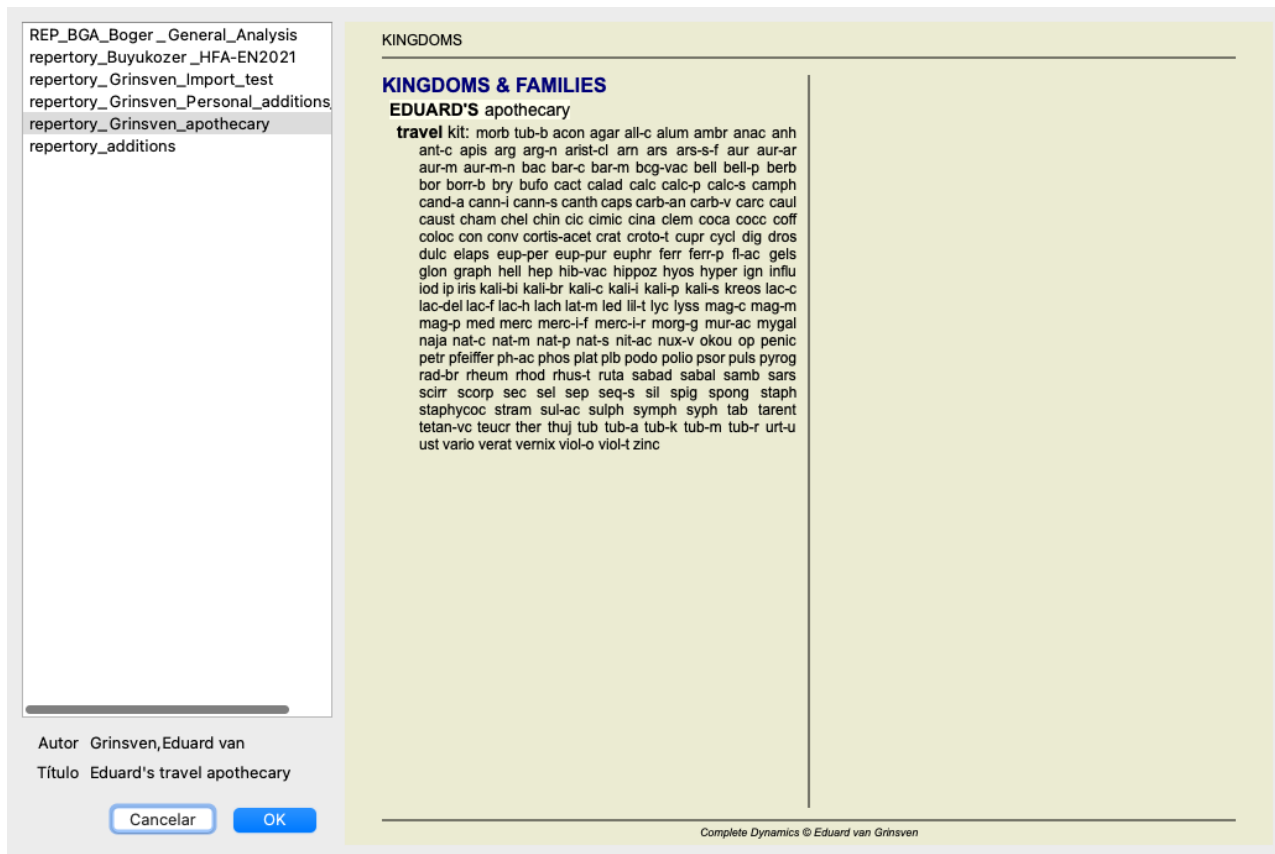 REP_BGA_Boger_General_Analysis
repertory_Buyukozer_HFA-EN2021
repertory_Grinsven_Import_test
repertory_Grinsven_Personal_additions
repertory_Grinsven_apothecary
repertory_additions
Autor Grinsven,Eduard van
Título Eduard's travel apothecary
Cancelar OK
KINGDOMS
KINGDOMS & FAMILIES
EDUARD'S apothecary
travel kit: morb tub-b acon agar all-c alum ambr anac anh
ant-c apis arg arg-n arist-cl arn ars ars-s-f aur aur-ar
aur-m aur-m-n bac bar-c bar-m bcg-vac bell bell-p berb
bor borr-b bry bufo cact calad calc calc-p calc-s camph
cand-a cann-i cann-s canth caps carb-an carb-v carc caul
caust cham chel chin cic cimic cina clem coca cocc coff
coloc con conv cortis-acet crat croto-t cupr cycl dig dros
dulc elaps eup-per eup-pur euphr ferr ferr-p fl-ac gels
glon graph hell hep hib-vac hippoz hyos hyper ign influ
iod ip iris kali-bi kali-br kali-c kali-i kali-p kali-s kreos lac-c
lac-del lac-f lac-h lach lat-m led lil-t lyc lyss mag-c mag-m
mag-p med merc merc-i-f merc-i-r morg-g mur-ac mygal
naja nat-c nat-m nat-p nat-s nit-ac nux-v okou op penic
petr pfeiffer ph-ac phos plat plb podo polio psor puls pyrog
rad-br rheum rhod rhus-t ruta sabad sabal samb sars
scirr scorp sec sel sep seq-s sil spig spong staph
staphycoc stram sul-ac sulph symph syph tab tarent
tetan-vc teucr ther thuj tub tub-a tub-k tub-m tub-r urt-u
ust vario verat vernix viol-o viol-t zinc
Complete Dynamics © Eduard van Grinsven